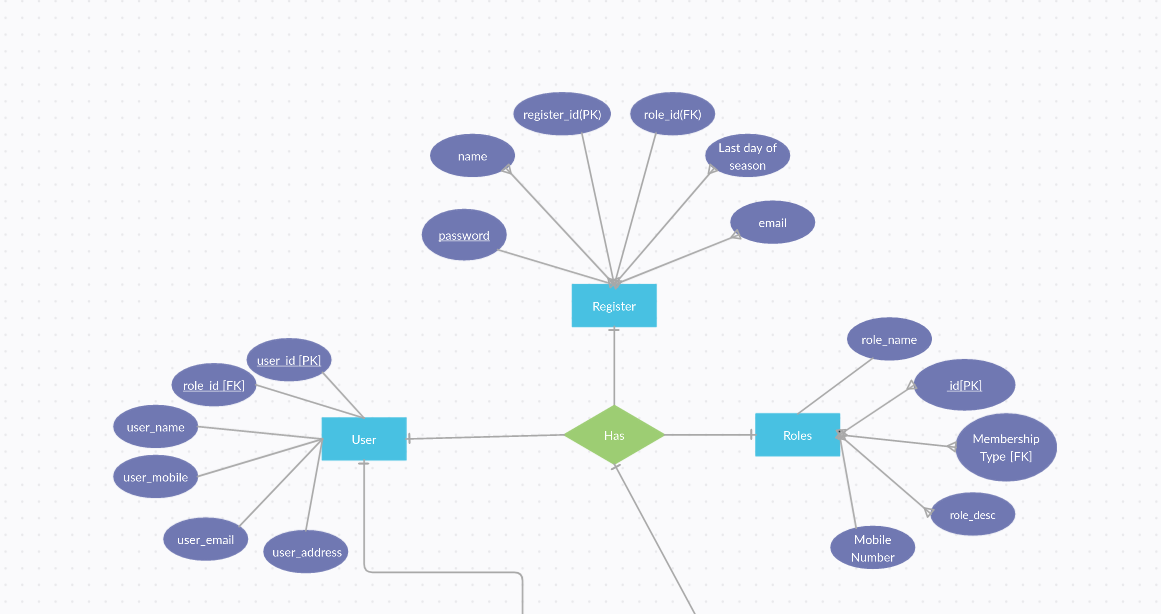 register_id(PK)
role_id(FK)
name
Last day of
season
password
email
Register
role_name
user_id [PK]
role_id [FK]
_id[PK]
user_name
User
Has
Roles
Membership
Type [FK]
user_mobile
role_desc
user_email
user_address
Mobile
Number